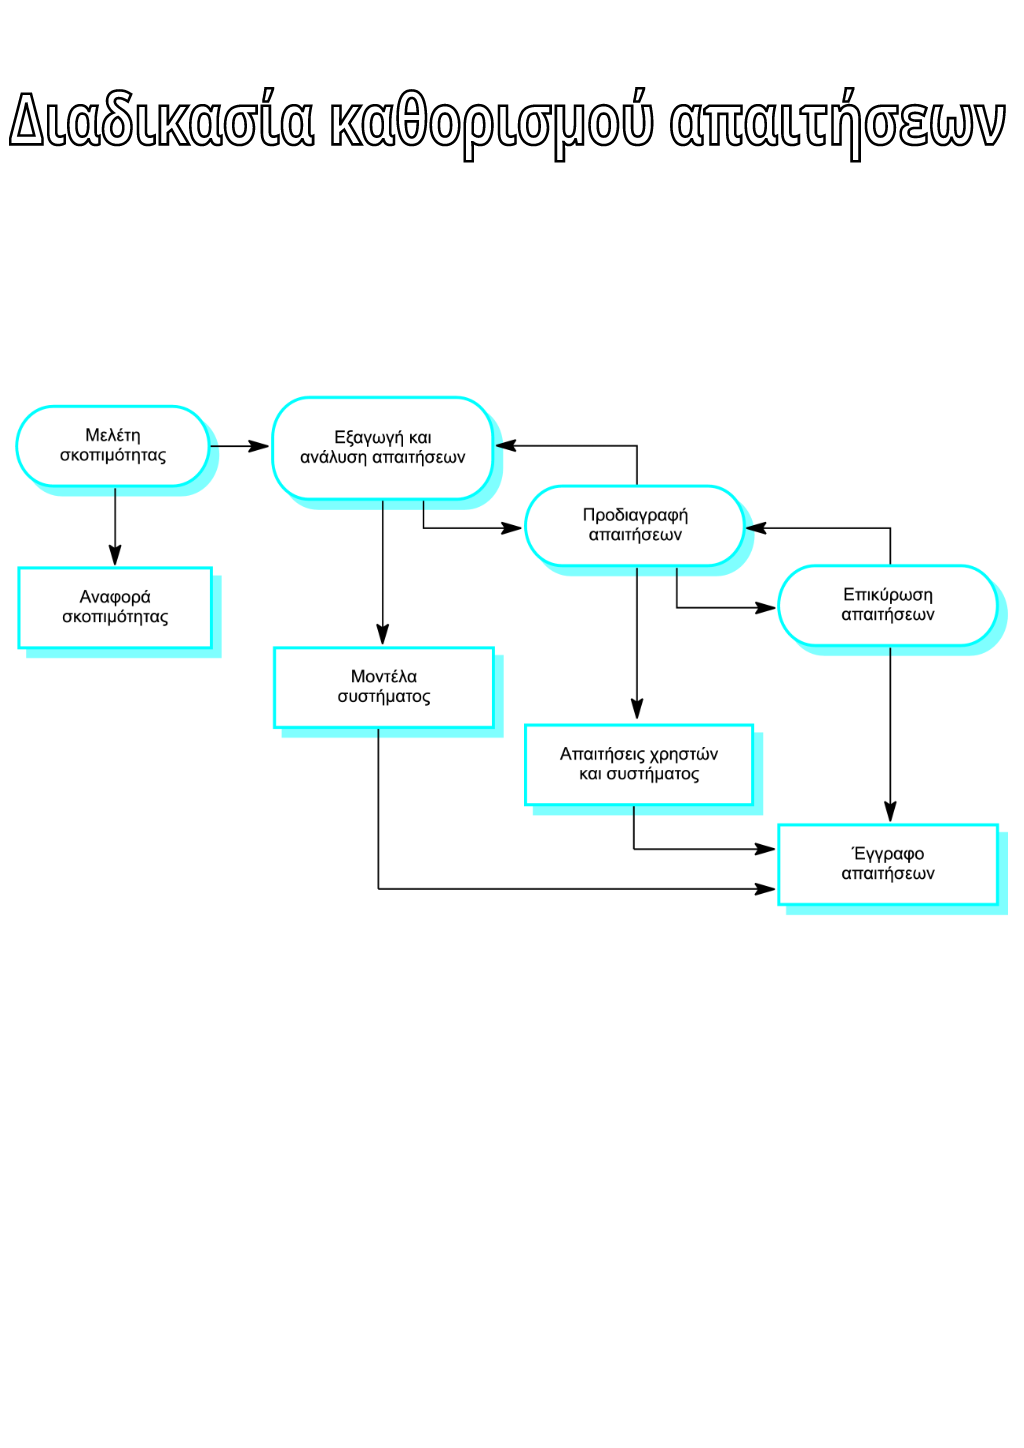 Διαδικασία καθορισμού απαιτήσεων
Μελέτη
σκοπιμότητας
Εξαγωγή και
ανάλυση απαιτήσεων
Προδιαγραφή
απαιτήσεων
Επικύρωση
απαιτήσεων
Αναφορά
σκοπιμότητας
Μοντέλα
συστήματος
Απαιτήσεις χρηστών
και συστήματος
Έγγραφο
απαιτήσεων